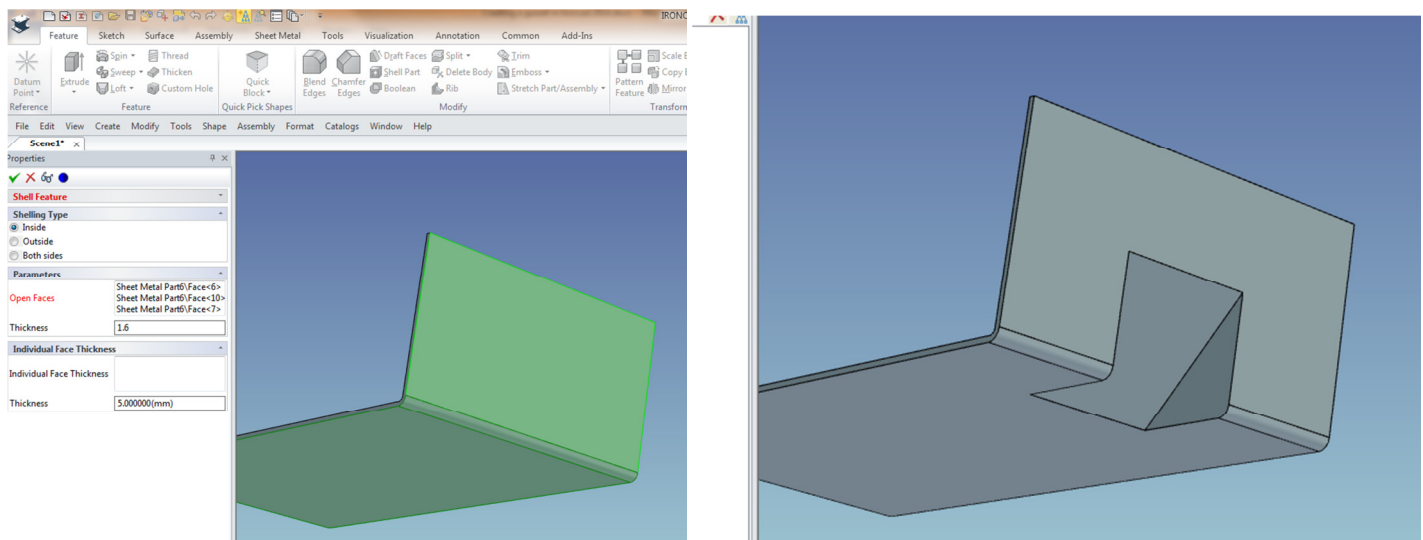 IRONC
Feature Sketch Surface Assembly Sheet Metal Tools Visualization Annotation Common Add-Ins
Spin Thread Draft Faces Split Trim Scale
Sweep Thicken Shell Part Delete Body Emboss Copy
Loft Custom Hole Boolean Rib Stretch Part/Assembly Mirror
Datum Extrude Quick Blend Chamfer Pattern
Point Block Edges Edges Feature
Reference Feature Quick Pick Shapes Modify Transform
File Edit View Create Modify Tools Shape Assembly Format Catalogs Window Help
Scene1* x
Properties
Shell Feature
Shelling Type
Inside
Outside
Both sides
Parameters
Open Faces
Sheet Metal Part6\Face<6>
Sheet Metal Part6\Face<10>
Sheet Metal Part6\Face<7>
Thickness 1.6
Individual Face Thickness
Individual Face Thickness
Thickness 5.000000(mm)